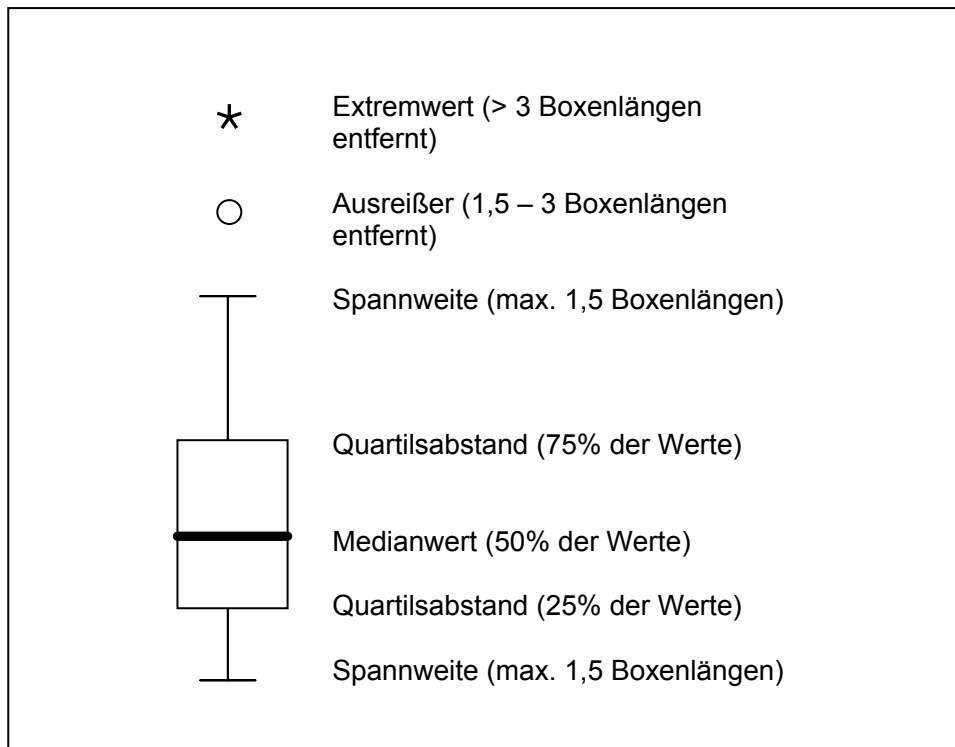 Extremwert (> 3 Boxenlängen
entfernt)
Ausreißer (1,5 – 3 Boxenlängen
entfernt)
Spannweite (max. 1,5 Boxenlängen)
Quartilsabstand (75% der Werte)
Medianwert (50% der Werte)
Quartilsabstand (25% der Werte)
Spannweite (max. 1,5 Boxenlängen)